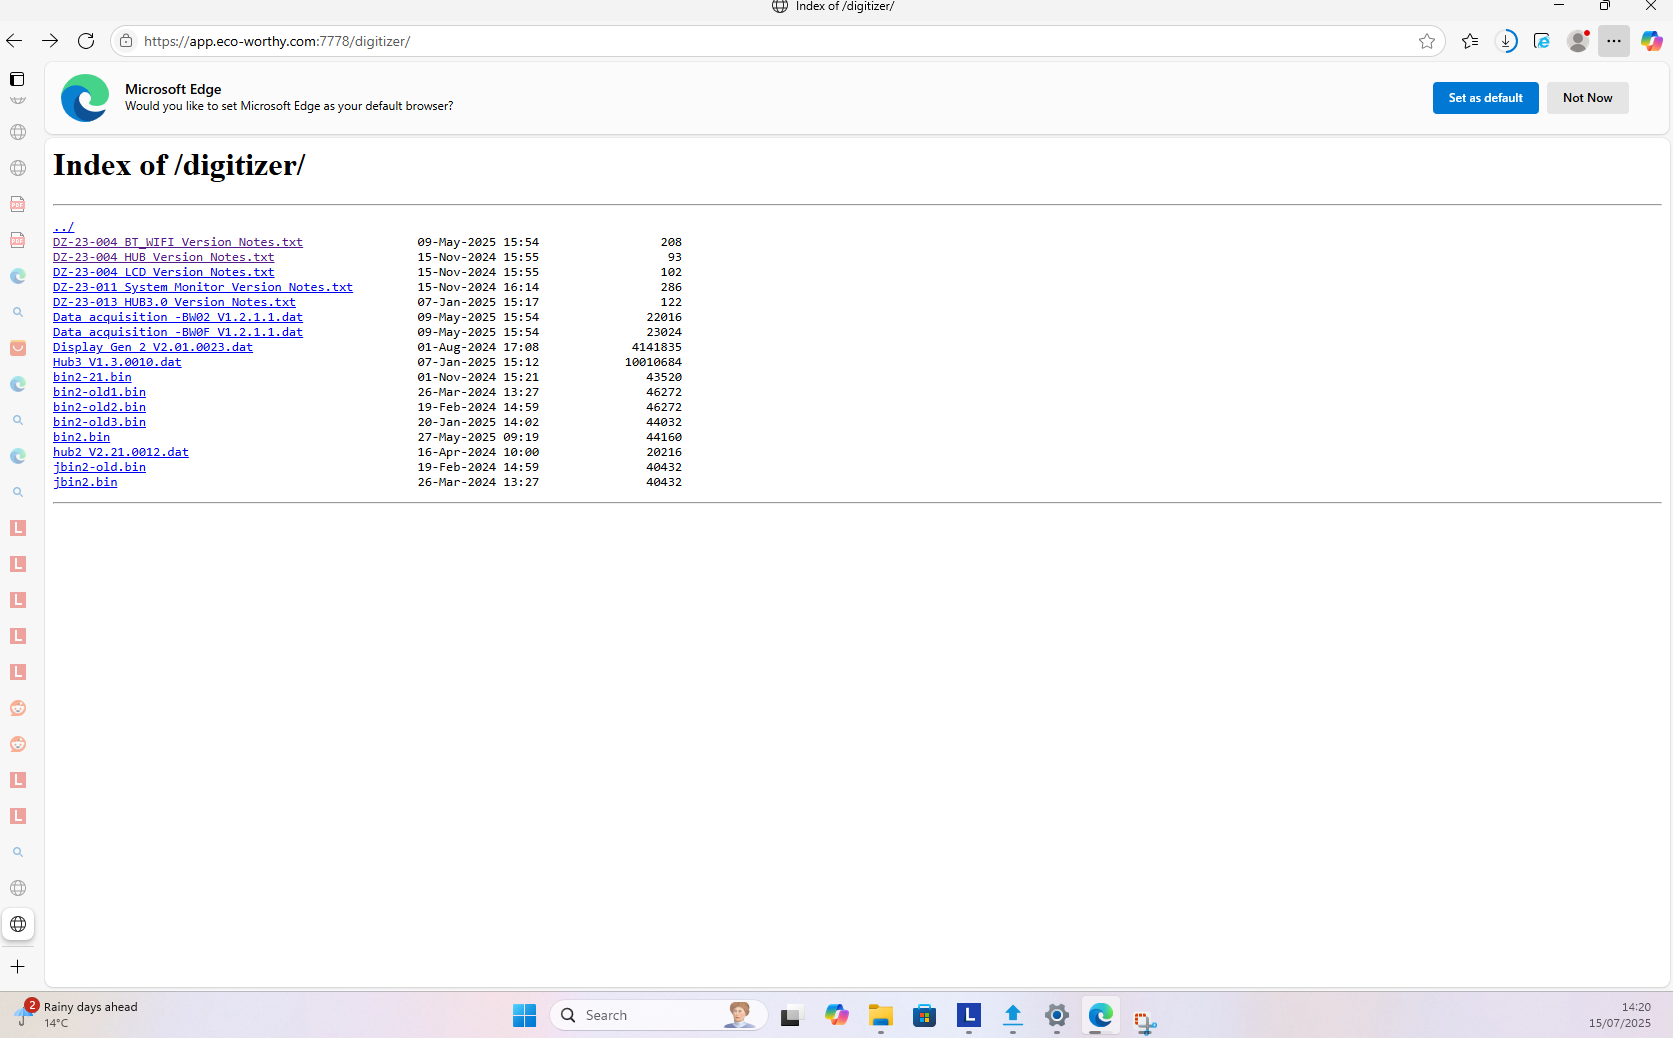 Index of /digitizer/
https://app.eco-worthy.com:7778/digitizer/
Microsoft Edge
Would you like to set Microsoft Edge as your default browser?
Set as default
Not Now
Index of /digitizer/
../
DZ-23-004 BT_WIFI Version Notes.txt 09-May-2025 15:54 208
DZ-23-004 HUB Version Notes.txt 15-Nov-2024 15:55 93
DZ-23-004 LCD Version Notes.txt 15-Nov-2024 15:55 102
DZ-23-011 System Monitor Version Notes.txt 15-Nov-2024 16:14 286
DZ-23-013 HUB3.0 Version Notes.txt 07-Jan-2025 15:17 122
Data acquisition -BW02_V1.2.1.1.dat 09-May-2025 15:54 22016
Data acquisition -BW0F_V1.2.1.1.dat 09-May-2025 15:54 23024
Display Gen 2_V2.01.0023.dat 01-Aug-2024 17:08 4141835
Hub3_V1.3.0010.dat 07-Jan-2025 15:12 10010684
bin2-21.bin 01-Nov-2024 15:21 43520
bin2-old1.bin 26-Mar-2024 13:27 46272
bin2-old2.bin 19-Feb-2024 14:59 46272
bin2-old3.bin 20-Jan-2025 14:02 44032
bin2.bin 27-May-2025 09:19 44160
hub2_V2.21.0012.dat 16-Apr-2024 10:00 20216
jbin2-old.bin 19-Feb-2024 14:59 40432
jbin2.bin 26-Mar-2024 13:27 40432
PDF
PDF
L
L
L
L
L
L
L
2
Rainy days ahead
14°C
Search
L
14:20
15/07/2025